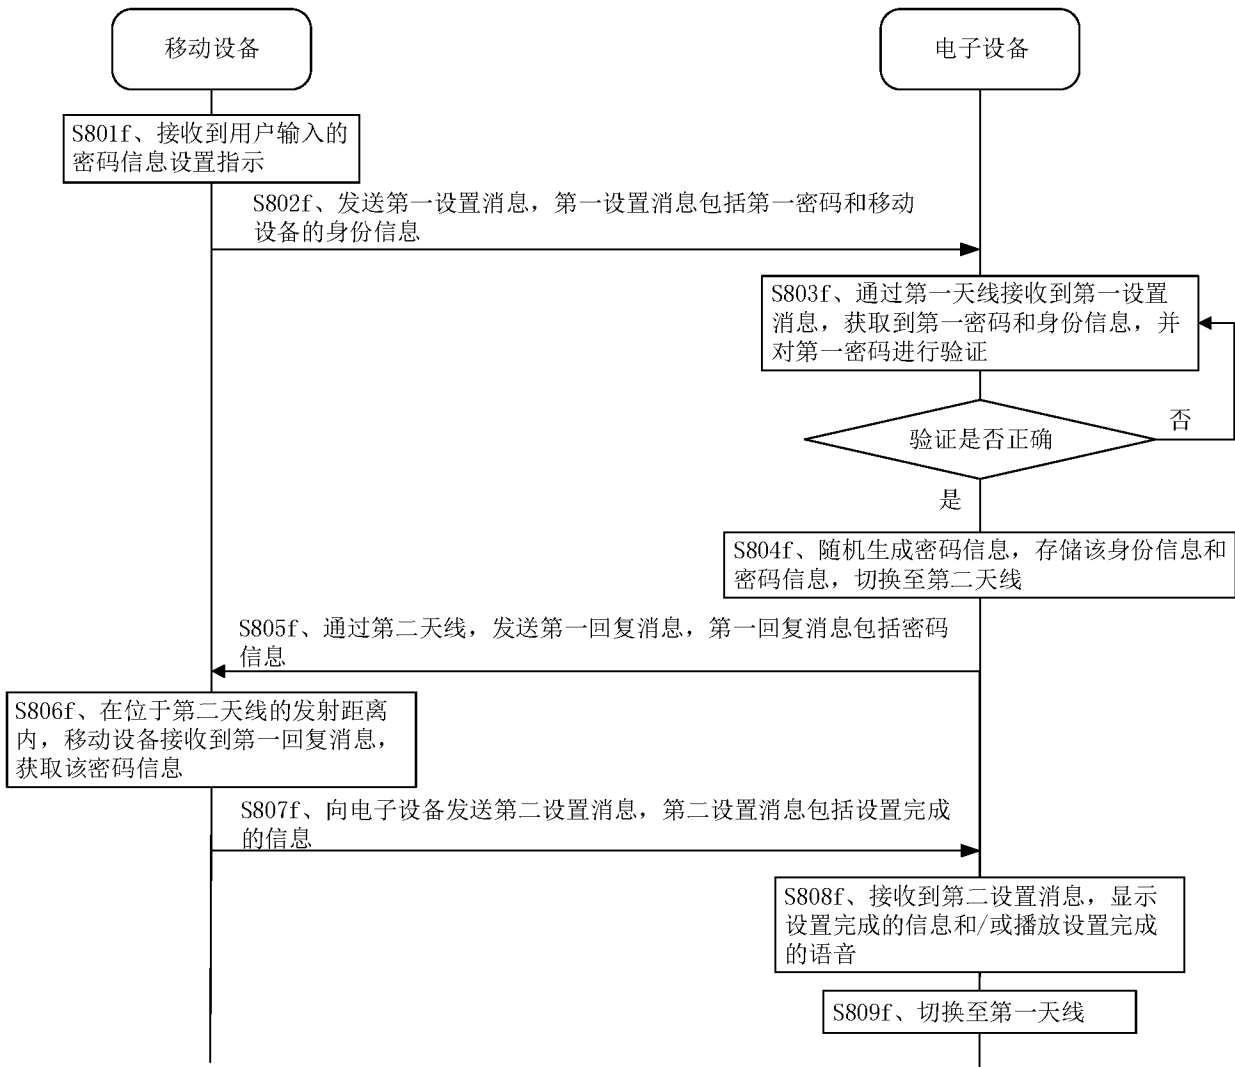 移动设备
电子设备
S801f、接收到用户输入的
密码信息设置指示
S802f、发送第一设置消息，第一设置消息包括第一密码和移动
设备的身份信息
S803f、通过第一天线接收到第一设置
消息，获取到第一密码和身份信息，并
对第一密码进行验证
否
验证是否正确
是
S804f、随机生成密码信息，存储该身份信息和
密码信息，切换至第二天线
S805f、通过第二天线，发送第一回复消息，第一回复消息包括密码
信息
S806f、在位于第二天线的发射距离
内，移动设备接收到第一回复消息，
获取该密码信息
S807f、向电子设备发送第二设置消息，第二设置消息包括设置完成
的信息
S808f、接收到第二设置消息，显示
设置完成的信息和/或播放设置完成
的语音
S809f、切换至第一天线